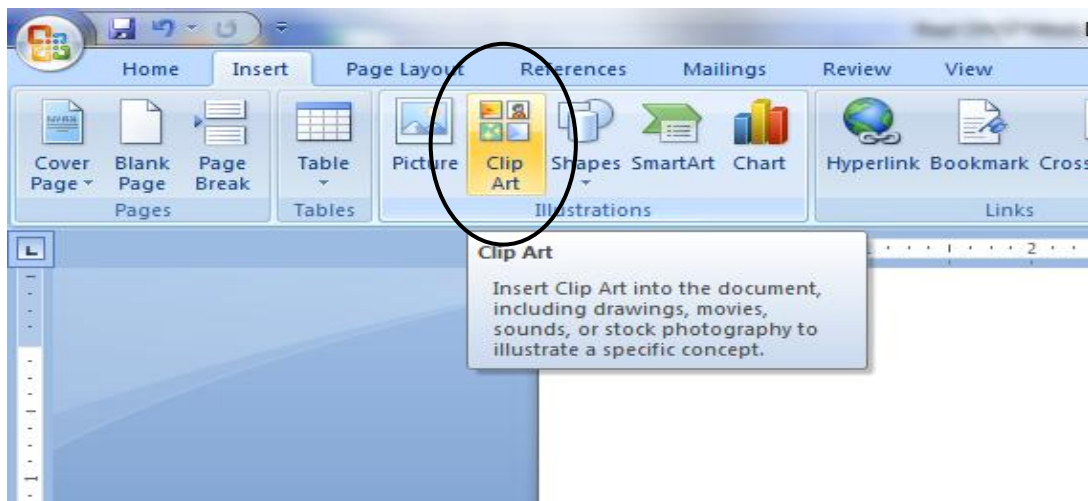 Home Insert Page Layout References Mailings Review View
Cover Page Blank Page Page Break Table Picture Clip Art Shapes SmartArt Chart Hyperlink Bookmark
Pages Tables Illustrations Links
L
2
Clip Art
Insert Clip Art into the document,
including drawings, movies,
sounds, or stock photography to
illustrate a specific concept.
1